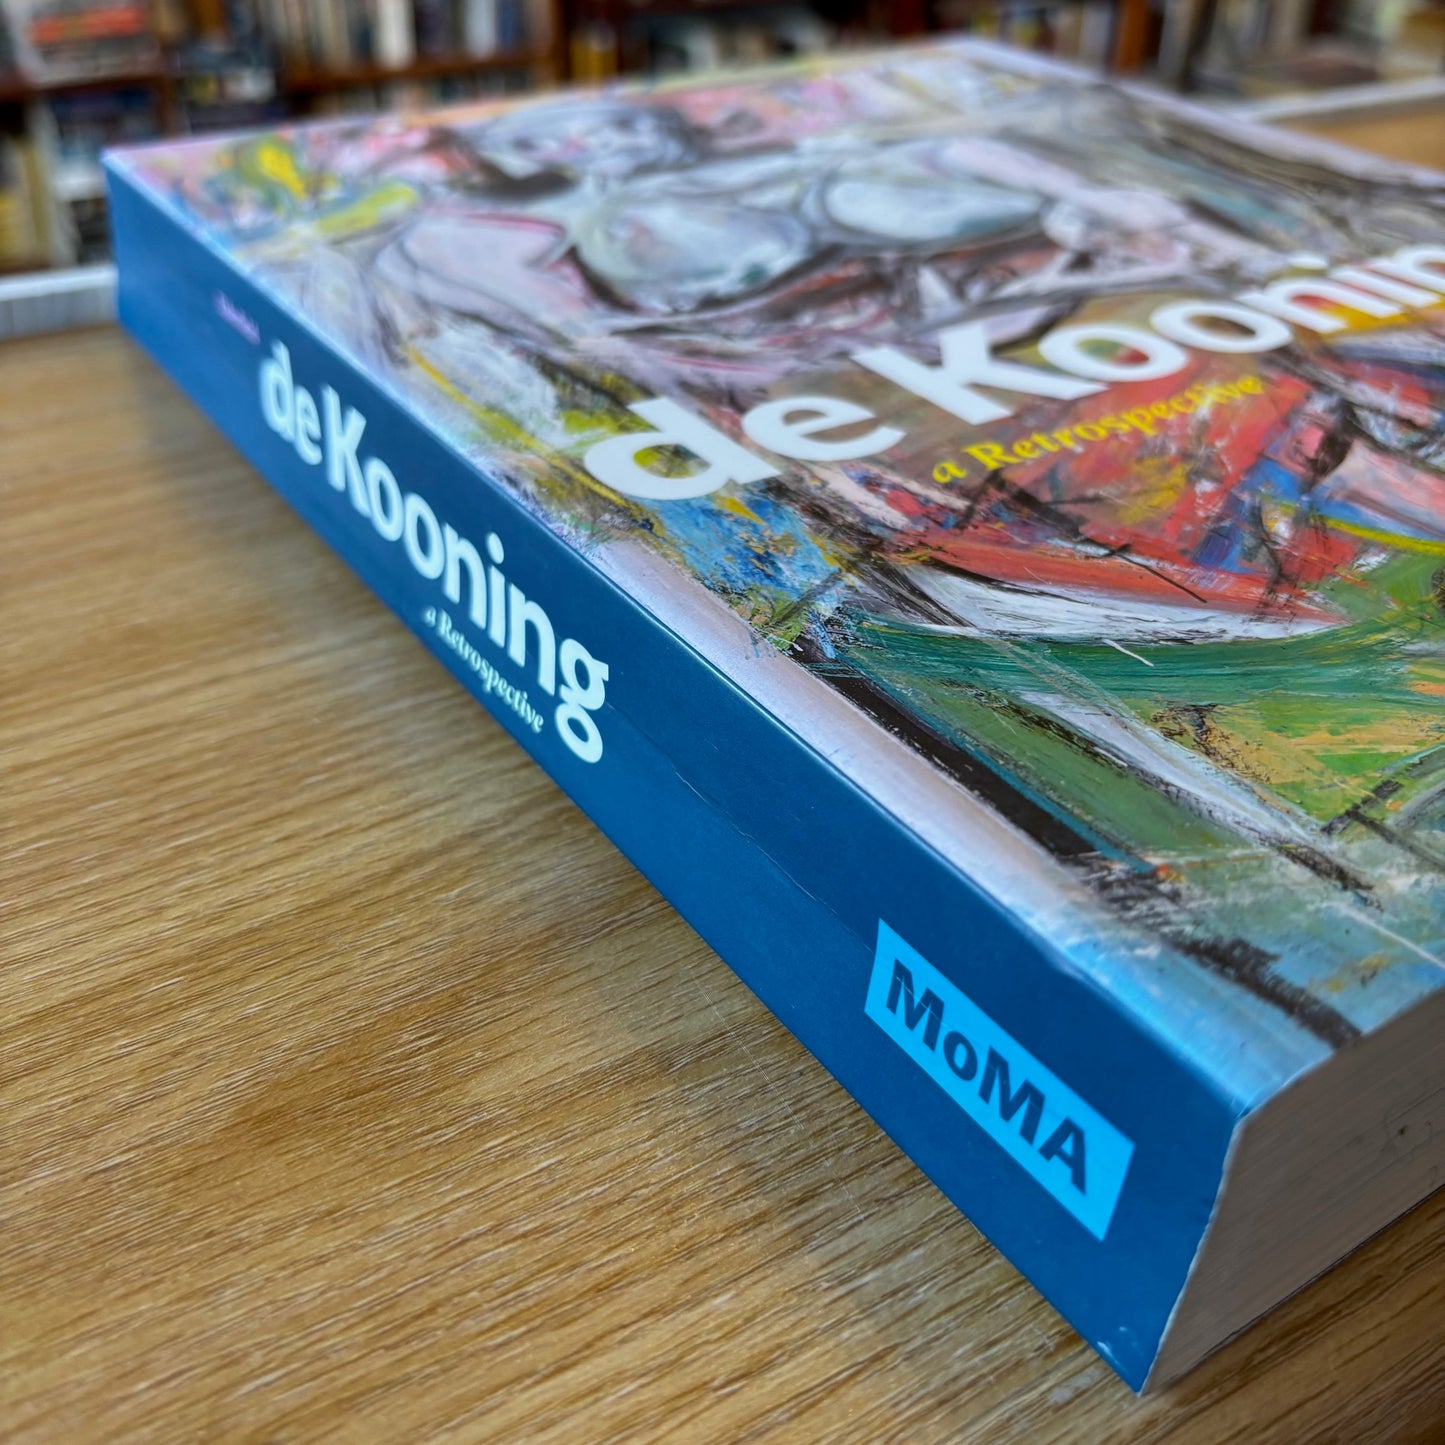 de Koonin
a Retrospective
de Kooning
a Retrospective
MoMA